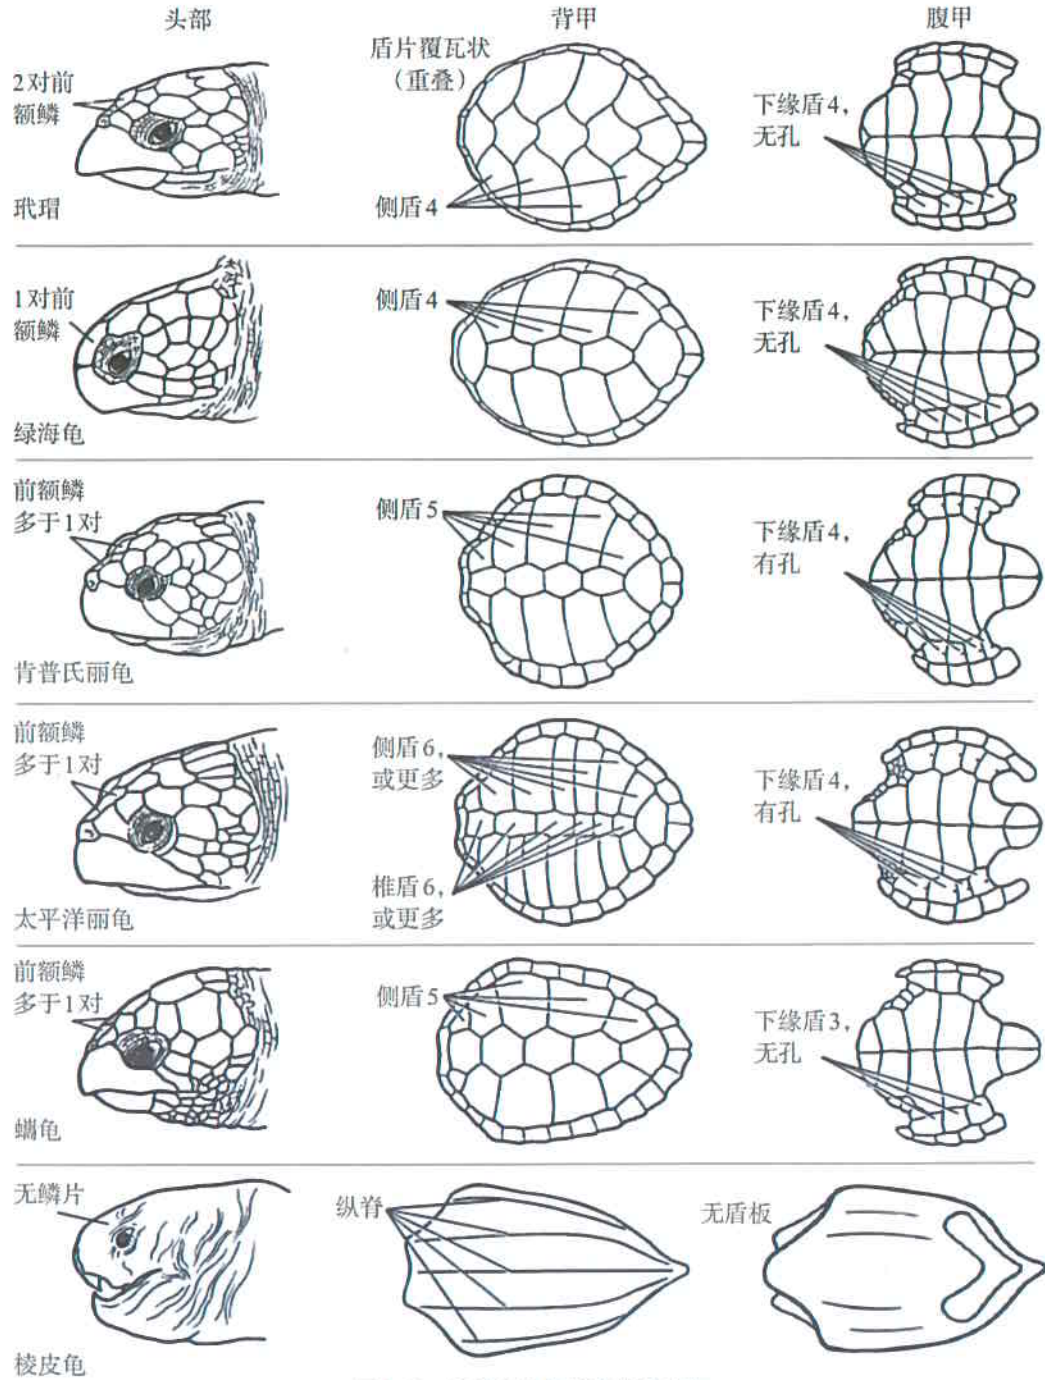 头部
背甲
腹甲
2对前
额鳞
盾片覆瓦状
（重叠）
侧盾4
下缘盾4，
无孔
玳瑁
1对前
额鳞
侧盾4
下缘盾4，
无孔
绿海龟
前额鳞
多于1对
侧盾5
下缘盾4，
有孔
肯普氏丽龟
前额鳞
多于1对
侧盾6，
或更多
椎盾6，
或更多
下缘盾4，
有孔
太平洋丽龟
前额鳞
多于1对
侧盾5
下缘盾3，
无孔
蠵龟
无鳞片
纵脊
无盾板
棱皮龟